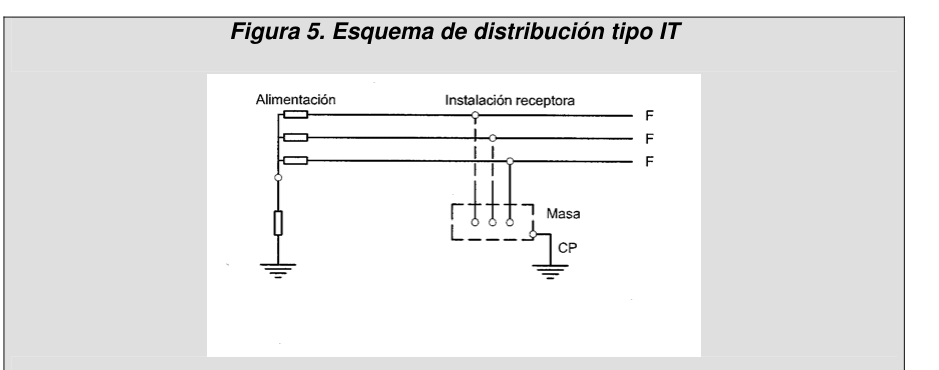 Figura 5. Esquema de distribución tipo IT
Alimentación
Instalación receptora
F
F
F
Masa
CP